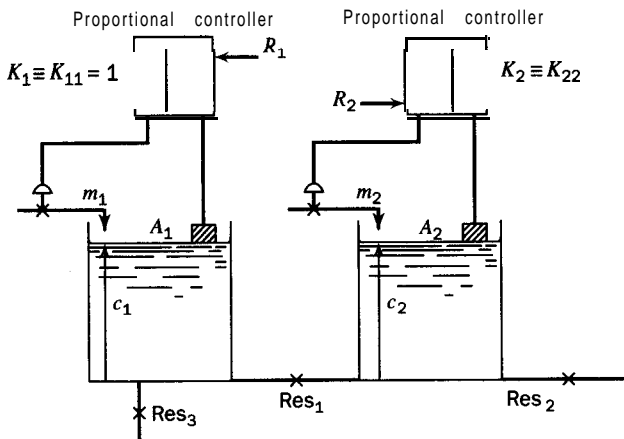 Proportional controller
Proportional controller
R₁
K₁ ≡ K₁₁ = 1
K₂ ≡ K₂₂
R₂
m₁
m₂
A₁
A₂
c₁
c₂
Res₁
Res₂
Res₃